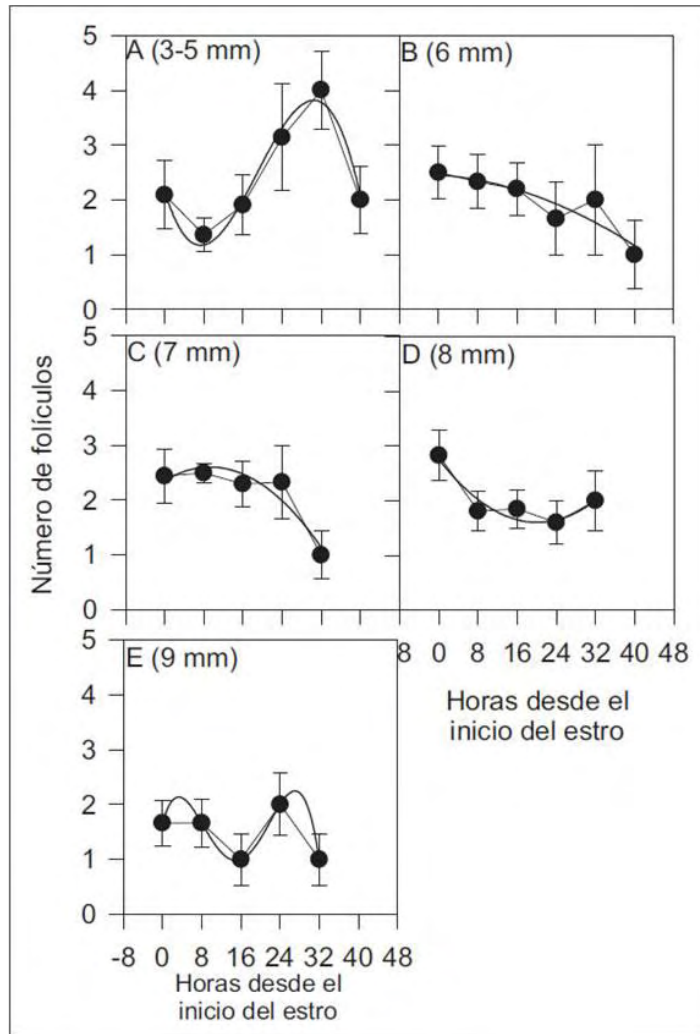 5
A (3-5 mm)
B (6 mm)
4
3
2
1
0
5
C (7 mm)
D (8 mm)
4
3
2
1
0
Número de folículos
5
E (9 mm)
4
3
2
1
0
8 0 8 16 24 32 40 48
Horas desde el
inicio del estro
-8 0 8 16 24 32 40 48
Horas desde el
inicio del estro